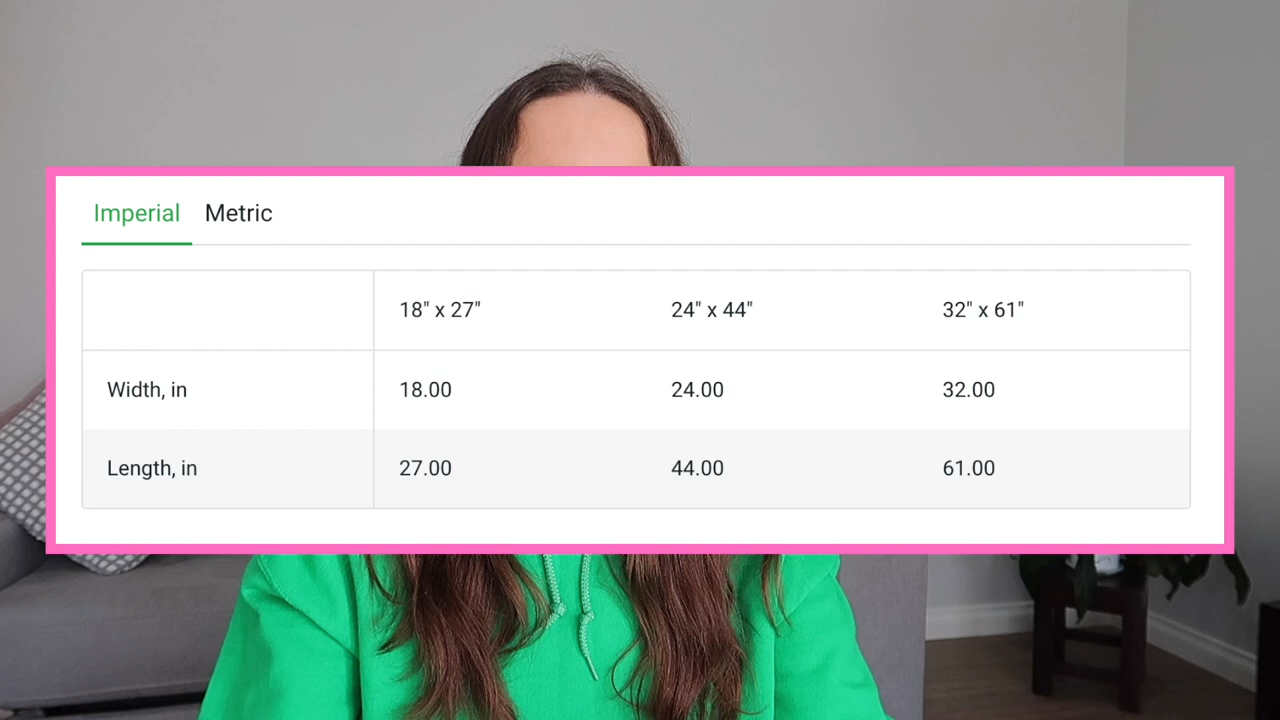 Imperial Metric
18" x 27" 24" x 44" 32" x 61"
Width, in 18.00 24.00 32.00
Length, in 27.00 44.00 61.00